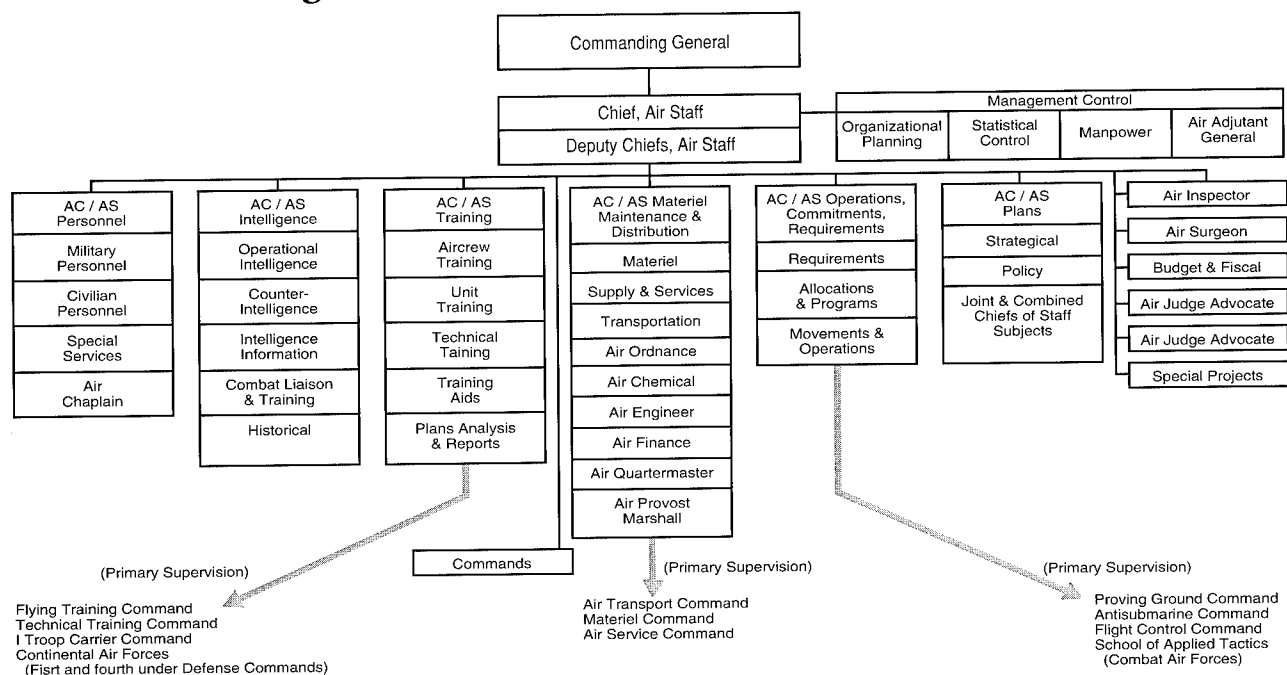 Commanding General
Chief, Air Staff
Deputy Chiefs, Air Staff
Management Control
Organizational
Planning
Statistical
Control
Manpower
Air Adjutant
General
AC / AS
Personnel
Military
Personnel
Civilian
Personnel
Special
Services
Air
Chaplain
AC / AS
Intelligence
Operational
Intelligence
Counter-
Intelligence
Intelligence
Information
Combat Liaison
& Training
Historical
AC / AS
Training
Aircrew
Training
Unit
Training
Technical
Taining
Training
Aids
Plans Analysis
& Reports
AC / AS Materiel
Maintenance &
Distribution
Materiel
Supply & Services
Transportation
Air Ordnance
Air Chemical
Air Engineer
Air Finance
Air Quartermaster
Air Provost
Marshall
AC / AS Operations,
Commitments,
Requirements
Requirements
Allocations
& Programs
Movements &
Operations
AC / AS
Plans
Strategical
Policy
Joint & Combined
Chiefs of Staff
Subjects
Air Inspector
Air Surgeon
Budget & Fiscal
Air Judge Advocate
Air Judge Advocate
Special Projects
Commands
(Primary Supervision)
Flying Training Command
Technical Training Command
I Troop Carrier Command
Continental Air Forces
(Fisrt and fourth under Defense Commands)
(Primary Supervision)
Air Transport Command
Materiel Command
Air Service Command
(Primary Supervision)
Proving Ground Command
Antisubmarine Command
Flight Control Command
School of Applied Tactics
(Combat Air Forces)